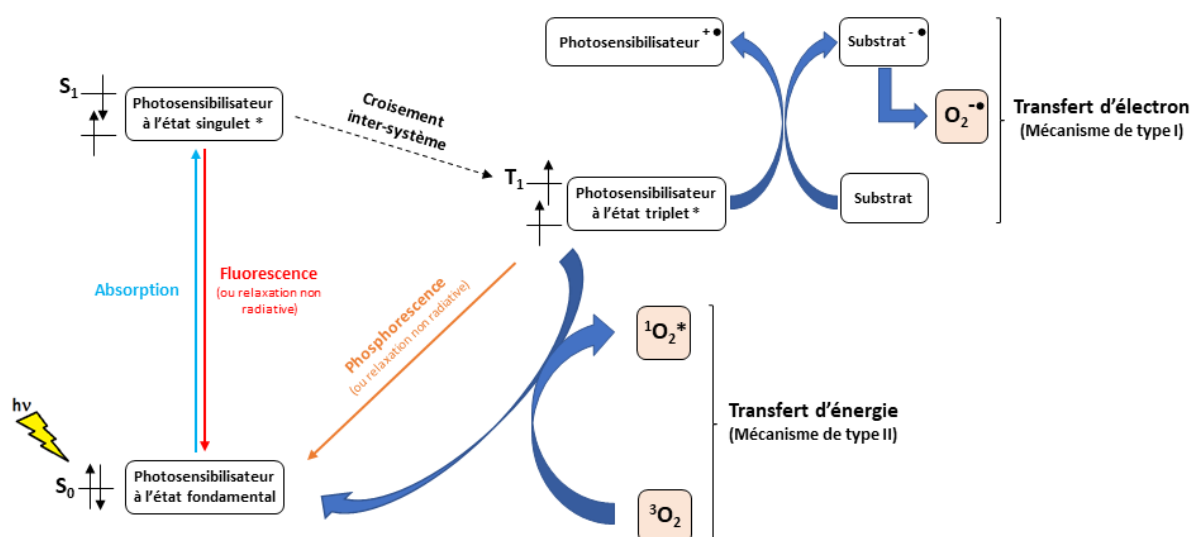 Photosensibilisateur +●
Substrat -●
S1
Photosensibilisateur
à l'état singulet *
Croisement
inter-système
O2-●
Transfert d'électron
(Mécanisme de type I)
T1
Photosensibilisateur
à l'état triplet *
Substrat
Absorption
Fluorescence
(ou relaxation non
radiative)
Phosphorescence
(ou relaxation non radiative)
1O2*
hν
Transfert d'énergie
(Mécanisme de type II)
S0
Photosensibilisateur
à l'état fondamental
3O2